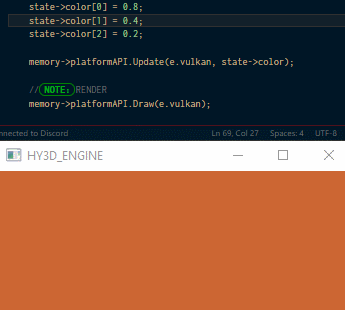 state->color[0] = 0.8;
state->color[1] = 0.4;
state->color[2] = 0.2;
memory->platformAPI.Update(e.vulkan, state->color);
//NOTE: RENDER
memory->platformAPI.Draw(e.vulkan);
nnected to Discord Ln 69, Col 27 Spaces: 4 UTF-8
HY3D_ENGINE